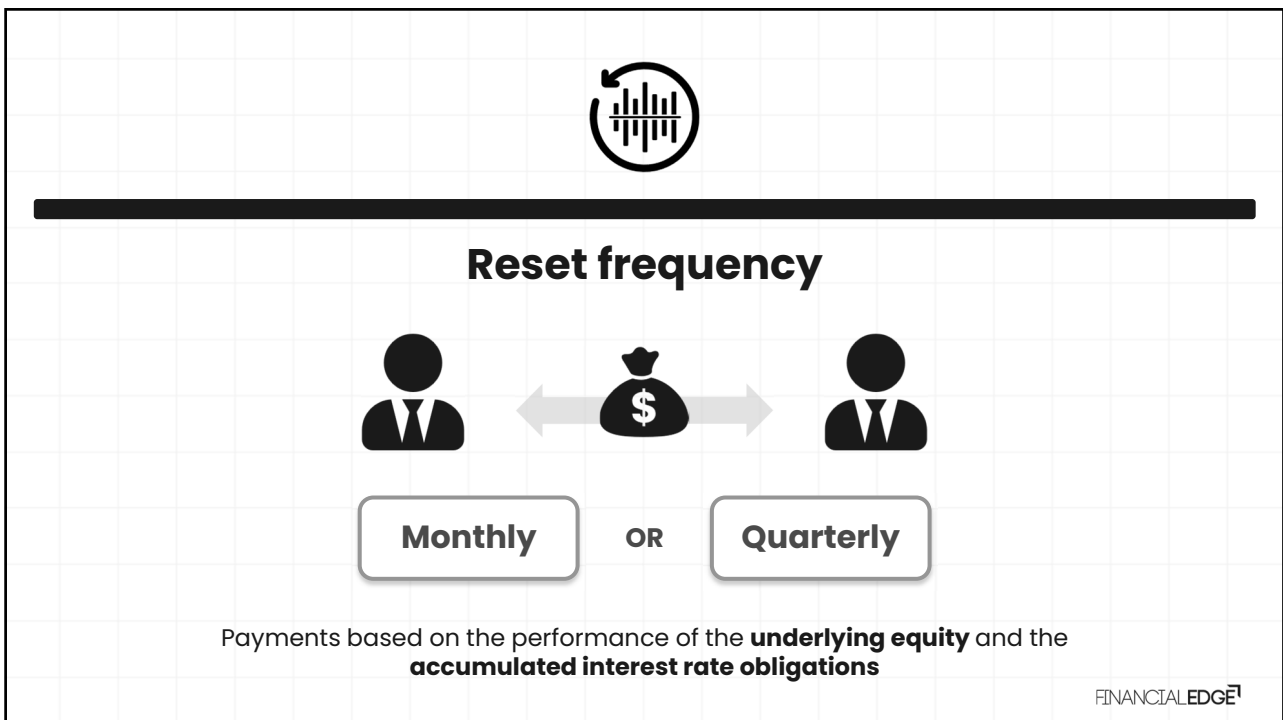 Reset frequency
$
Monthly OR Quarterly
Payments based on the performance of the underlying equity and the
accumulated interest rate obligations
FINANCIALEDGE